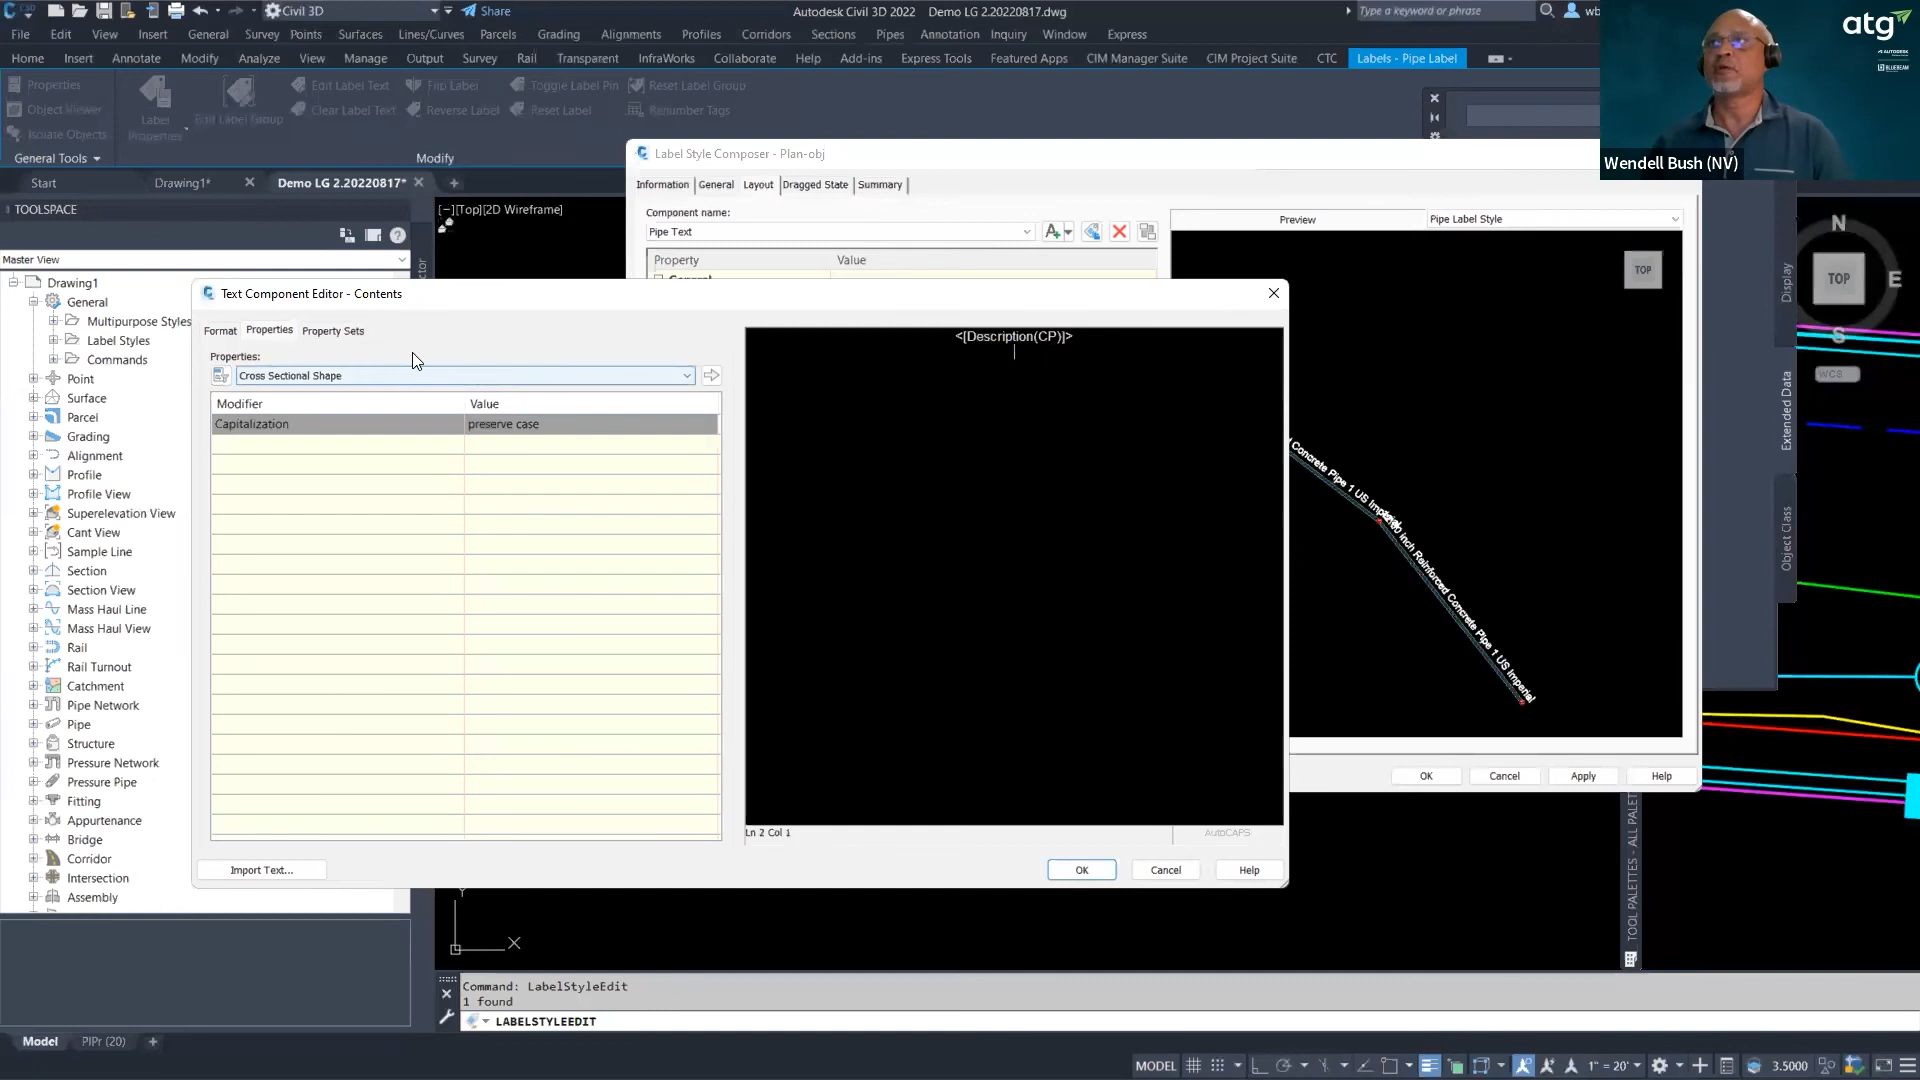 Civil 3D
Share
Autodesk Civil 3D 2022 Demo LG 2.20220817.dwg
Type a keyword or phrase
wb
File Edit View Insert General Survey Points Surfaces Lines/Curves Parcels Grading Alignments Profiles Corridors Sections Pipes Annotation Inquiry Window Express
Home Insert Annotate Modify Analyze View Manage Output Survey Rail Transparent InfraWorks Collaborate Help Add-ins Express Tools Featured Apps CIM Manager Suite CIM Project Suite CTC Labels - Pipe Label
atg
AUTODESK
BLUEBEAM
Wendell Bush (NV)
Properties
Object Viewer
Isolate Objects
General Tools
Label
Properties
Edit Label Group
Edit Label Text
Clear Label Text
Flip Label
Reverse Label
Toggle Label Pin
Reset Label
Reset Label Group
Renumber Tags
Modify
Start Drawing1* Demo LG 2.20220817*
TOOLSPACE
Master View
Drawing1
General
Multipurpose Styles
Label Styles
Commands
Point
Surface
Parcel
Grading
Alignment
Profile
Profile View
Superelevation View
Cant View
Sample Line
Section
Section View
Mass Haul Line
Mass Haul View
Rail
Rail Turnout
Catchment
Pipe Network
Pipe
Structure
Pressure Network
Pressure Pipe
Fitting
Appurtenance
Bridge
Corridor
Intersection
Assembly
[−][Top][2D Wireframe]
Label Style Composer - Plan-obj
Information General Layout Dragged State Summary
Component name:
Pipe Text
Property Value
General
Preview
Pipe Label Style
TOP
Concrete Pipe 1 US Imperial
inch Reinforced Concrete Pipe 1 US Imperial
OK Cancel Apply Help
Text Component Editor - Contents
Format Properties Property Sets
Properties:
Cross Sectional Shape
Modifier Value
Capitalization preserve case
<[Description(CP)]>
Ln 2 Col 1
AutoCAPS
Import Text...
OK Cancel Help
N
TOP
E
S
WCS
Display
Extended Data
Object Class
TOOL PALETTES - ALL PALET
Y
X
Command: LabelStyleEdit
1 found
LABELSTYLEEDIT
Model PIPr (20)
MODEL
1" = 20'
3.5000